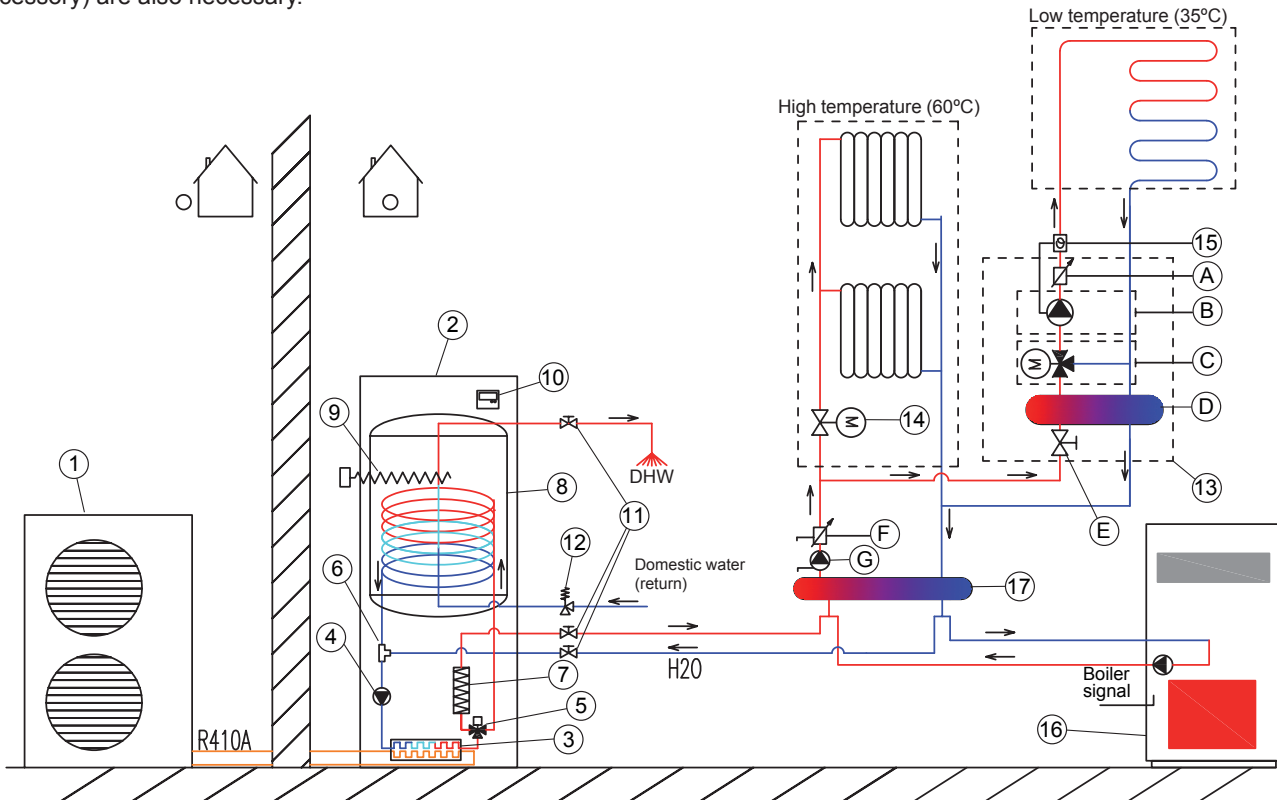 cessory) are also necessary.
Low temperature (35ºC)
High temperature (60ºC)
15
A
B
M
C
2
10
9
14
M
D
1
8
DHW
13
11
E
F
12
G
6
Domestic water
(return)
17
4
H2O
7
Boiler
signal
5
R410A
3
16